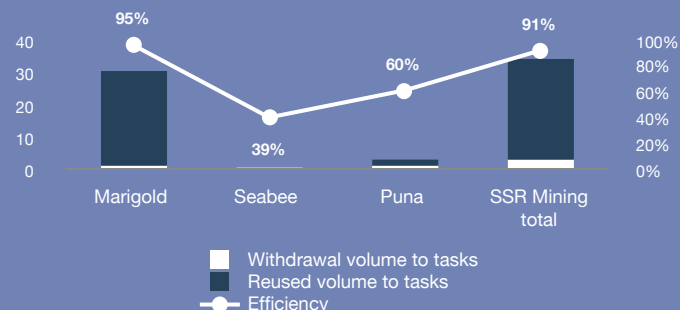 95%
91%
60%
39%
40
30
20
10
0
100%
80%
60%
40%
20%
0%
Marigold
Seabee
Puna
SSR Mining
total
Withdrawal volume to tasks
Reused volume to tasks
Efficiency